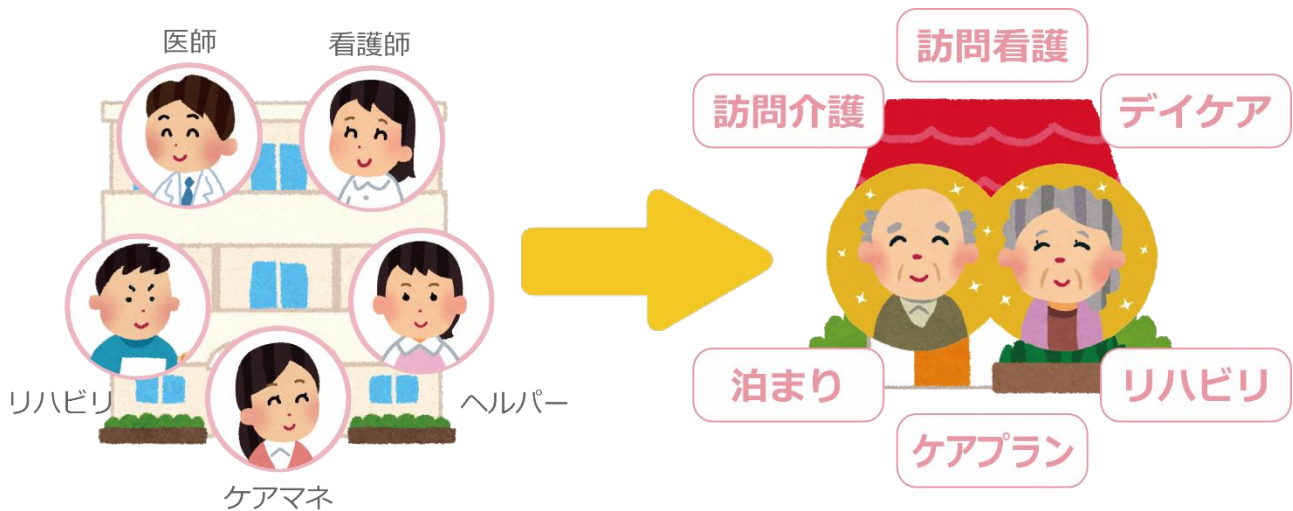 医師
看護師
リハビリ
ヘルパー
ケアマネ
訪問看護
訪問介護
デイケア
泊まり
リハビリ
ケアプラン